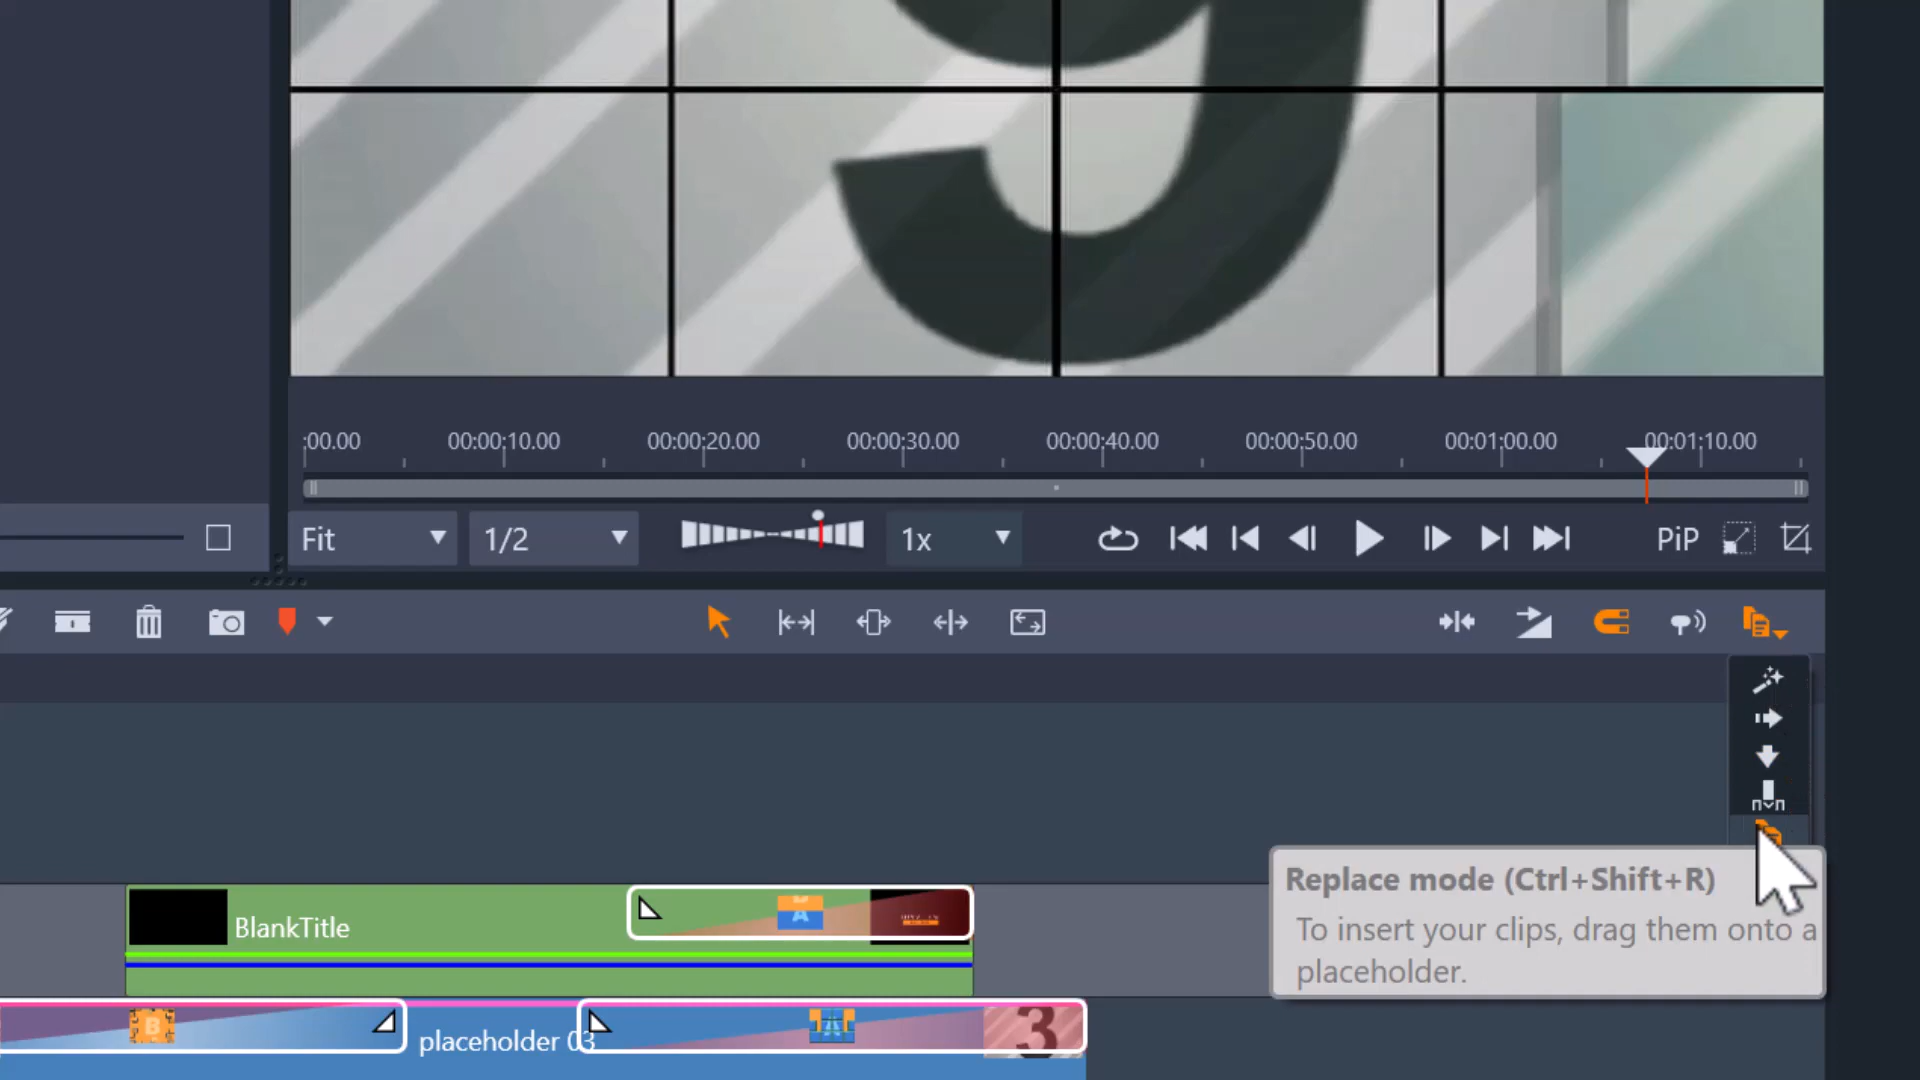 9
;00.00 00:00;10.00 00:00;20.00 00:00;30.00 00:00;40.00 00:00;50.00 00:01;00.00 00:01;10.00
Fit 1/2 1x PiP
Replace mode (Ctrl+Shift+R)
To insert your clips, drag them onto a
placeholder.
BlankTitle
A
B
placeholder 03
A
3